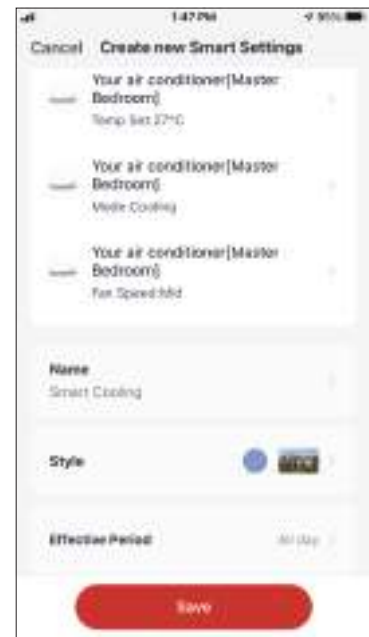 1:47 PM
95%
Cancel Create new Smart Settings
Your air conditioner[Master
Bedroom]
Temp Set 27°C
Your air conditioner[Master
Bedroom]
Mode Cooling
Your air conditioner[Master
Bedroom]
Fan Speed Mid
Name
Smart Cooling
Style
Effective Period All day
Save